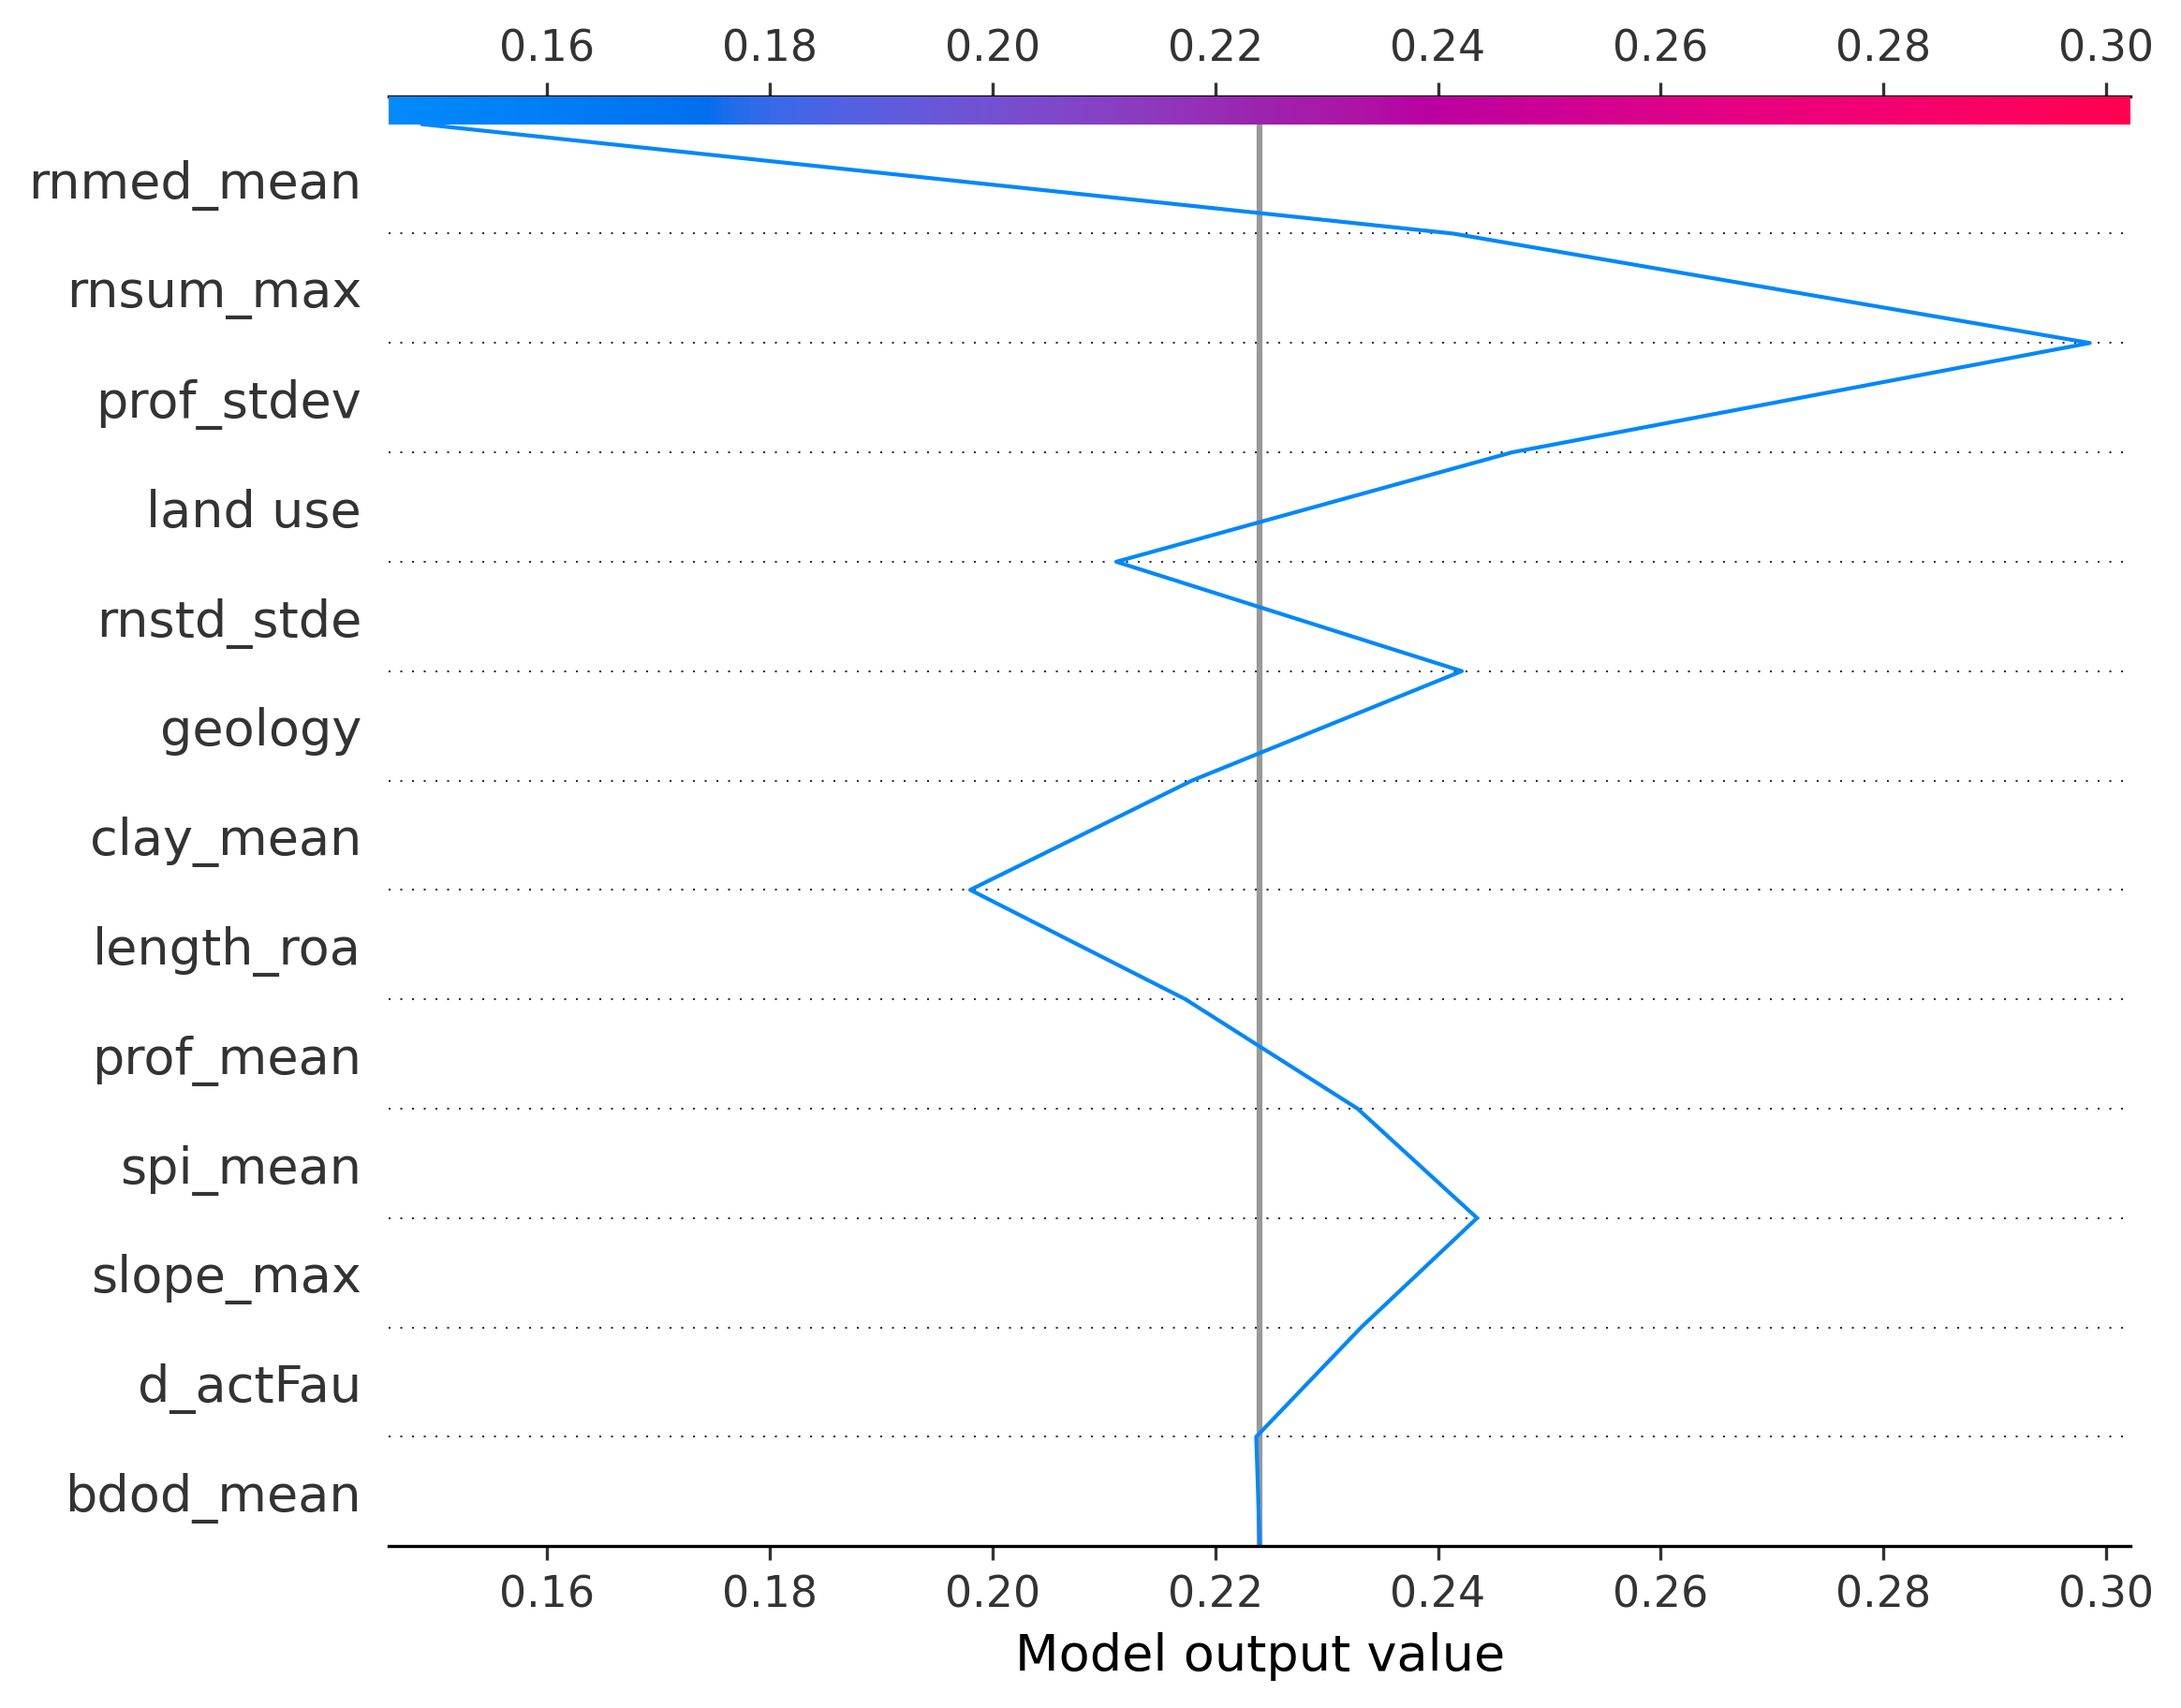 0.16 0.18 0.20 0.22 0.24 0.26 0.28 0.30
rnmed_mean
rnsum_max
prof_stdev
land use
rnstd_stde
geology
clay_mean
length_roa
prof_mean
spi_mean
slope_max
d_actFau
bdod_mean
0.16 0.18 0.20 0.22 0.24 0.26 0.28 0.30
Model output value